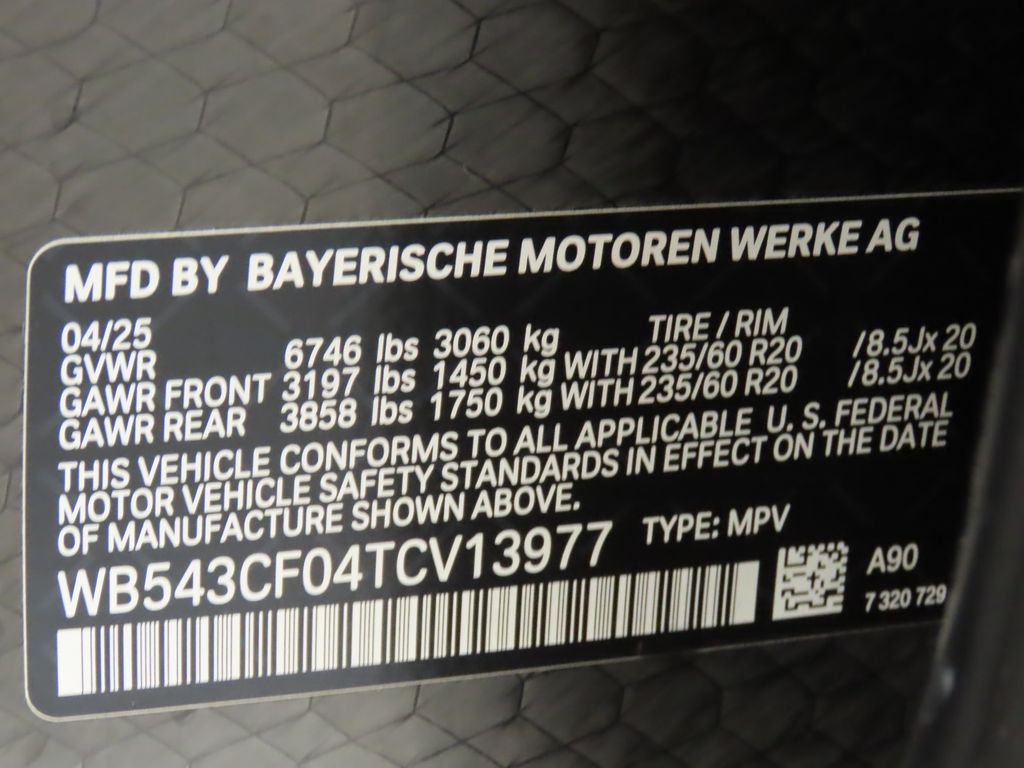 MFD BY BAYERISCHE MOTOREN WERKE AG
04/25 TIRE / RIM
GVWR 6746 lbs 3060 kg
GAWR FRONT 3197 lbs 1450 kg WITH 235/60 R20 /8.5Jx 20
GAWR REAR 3858 lbs 1750 kg WITH 235/60 R20 /8.5Jx 20
THIS VEHICLE CONFORMS TO ALL APPLICABLE U. S. FEDERAL
MOTOR VEHICLE SAFETY STANDARDS IN EFFECT ON THE DATE
OF MANUFACTURE SHOWN ABOVE.
WB543CF04TCV13977 TYPE: MPV
A90
7 320 729